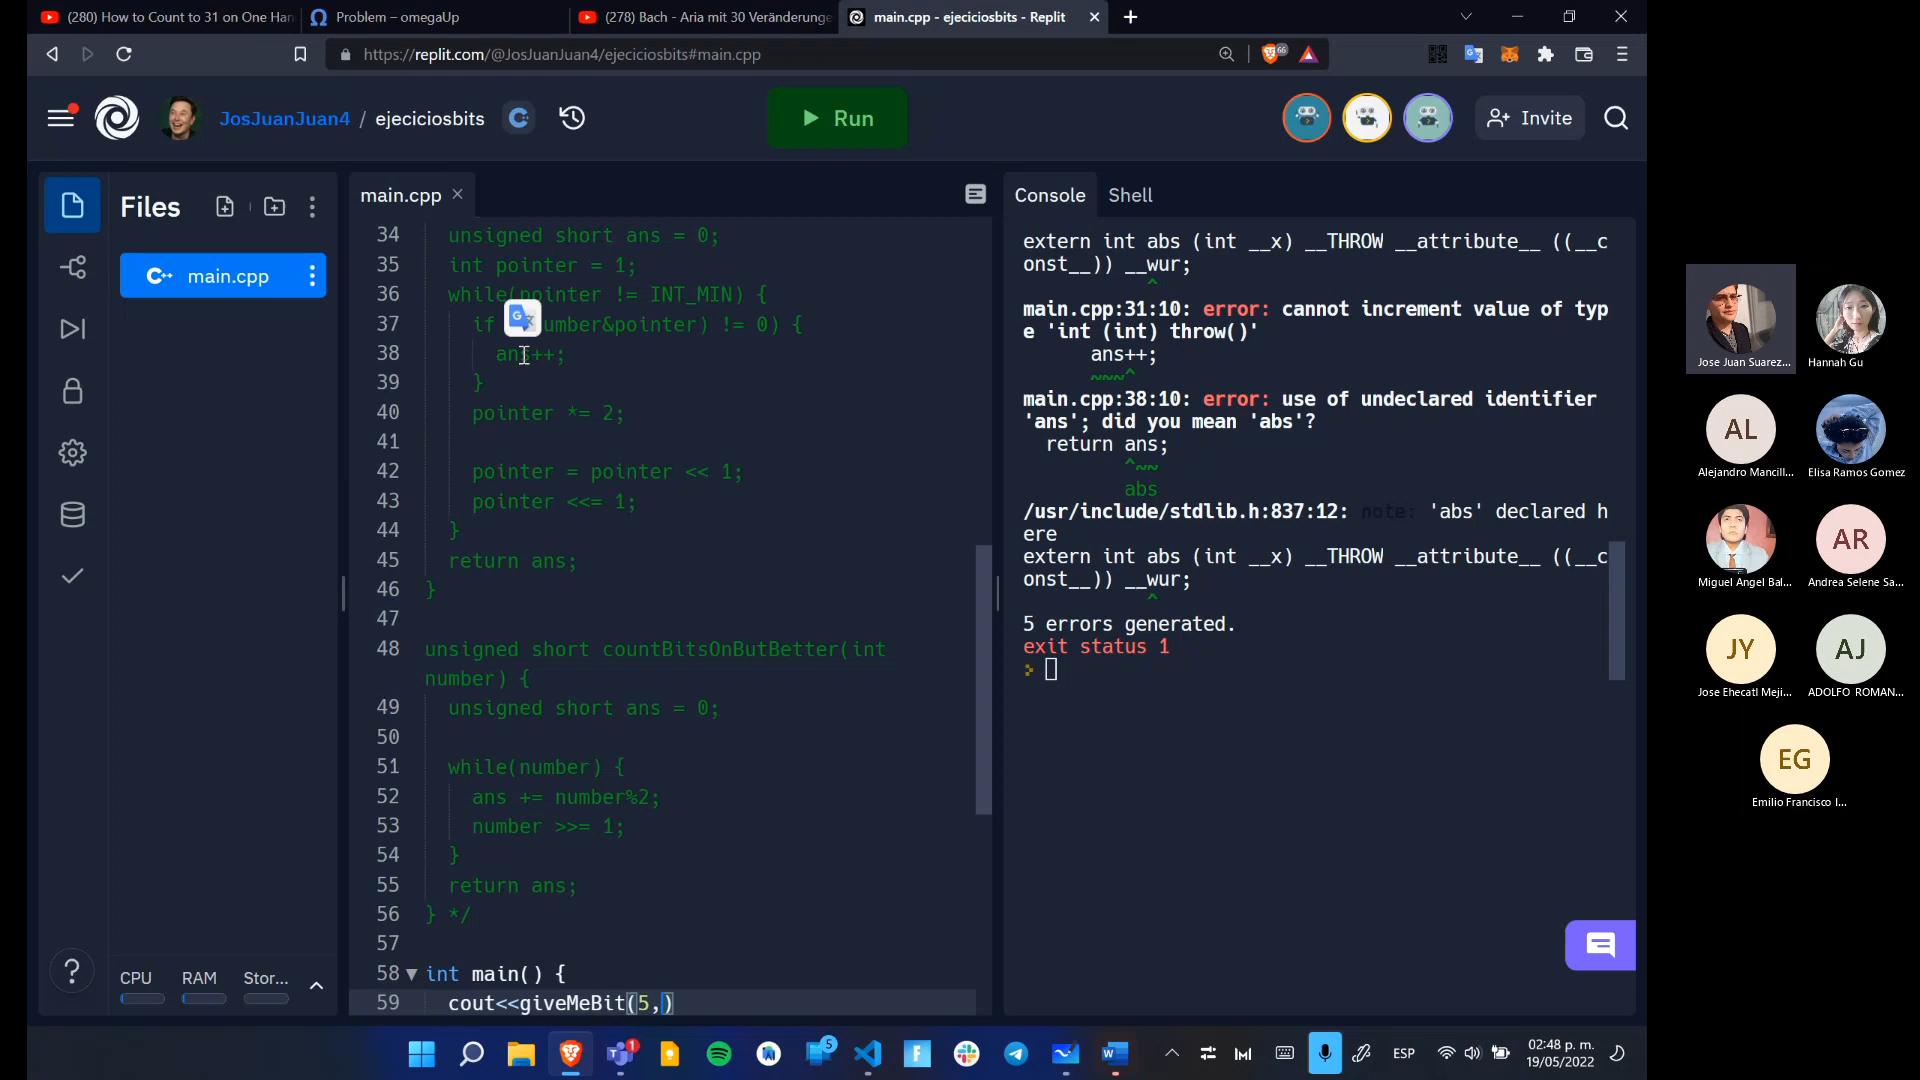 (280) How to Count to 31 on One Han
Problem – omegaUp
(278) Bach - Aria mit 30 Veränderunge
main.cpp - ejeciciosbits - Replit
https://replit.com/@JosJuanJuan4/ejeciciosbits#main.cpp
66
JosJuanJuan4 / ejeciciosbits
Run
Invite
Files
main.cpp
CPU
RAM
Stor...
main.cpp
34 unsigned short ans = 0;
35 int pointer = 1;
36 while(pointer != INT_MIN) {
37 if umber&pointer) != 0) {
38 ans++;
39 }
40 pointer *= 2;
41
42 pointer = pointer << 1;
43 pointer <<= 1;
44 }
45 return ans;
46 }
47
48 unsigned short countBitsOnButBetter(int
number) {
49 unsigned short ans = 0;
50
51 while(number) {
52 ans += number%2;
53 number >>= 1;
54 }
55 return ans;
56 } */
57
58 int main() {
59 cout<<giveMeBit(5,)
Console
Shell
extern int abs (int __x) __THROW __attribute__ ((__c
onst__)) __wur;
^
main.cpp:31:10: error: cannot increment value of typ
e 'int (int) throw()'
ans++;
~~~^
main.cpp:38:10: error: use of undeclared identifier
'ans'; did you mean 'abs'?
return ans;
^~~
abs
/usr/include/stdlib.h:837:12: note: 'abs' declared h
ere
extern int abs (int __x) __THROW __attribute__ ((__c
onst__)) __wur;
^
5 errors generated.
exit status 1
Jose Juan Suarez...
Hannah Gu
AL
Alejandro Mancill...
Elisa Ramos Gomez
Miguel Angel Bal...
AR
Andrea Selene Sa...
JY
Jose Ehecatl Meji...
AJ
ADOLFO ROMAN...
EG
Emilio Francisco I...
1
5
ESP
02:48 p. m.
19/05/2022